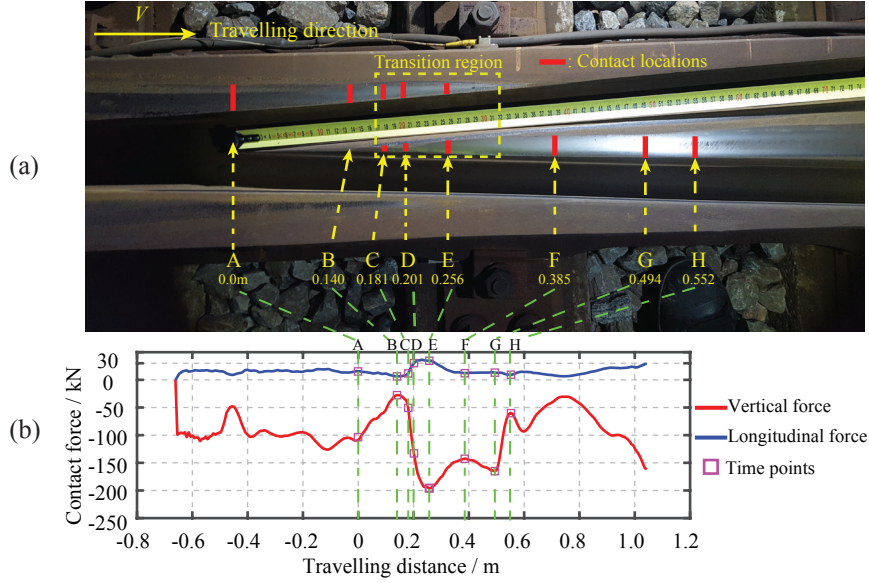 (a)
V
Travelling direction
Transition region
: Contact locations
A B C D E F G H
0.0m 0.140 0.181 0.201 0.256 0.385 0.494 0.552
(b)
A B C D E F G H
Contact force / kN
30
0
-50
-100
-150
-200
-250
-0.8 -0.6 -0.4 -0.2 0 0.2 0.4 0.6 0.8 1.0 1.2
Travelling distance / m
Vertical force
Longitudinal force
Time points